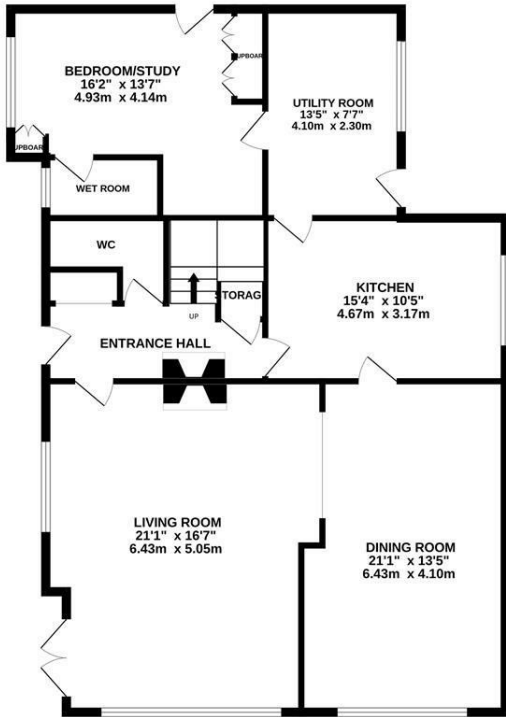 BEDROOM/STUDY
16'2" x 13'7"
4.93m x 4.14m
UPBOAR
UTILITY ROOM
13'5" x 7'7"
4.10m x 2.30m
UPBOAR
WET ROOM
WC
STORAG
UP
KITCHEN
15'4" x 10'5"
4.67m x 3.17m
ENTRANCE HALL
LIVING ROOM
21'1" x 16'7"
6.43m x 5.05m
DINING ROOM
21'1" x 13'5"
6.43m x 4.10m